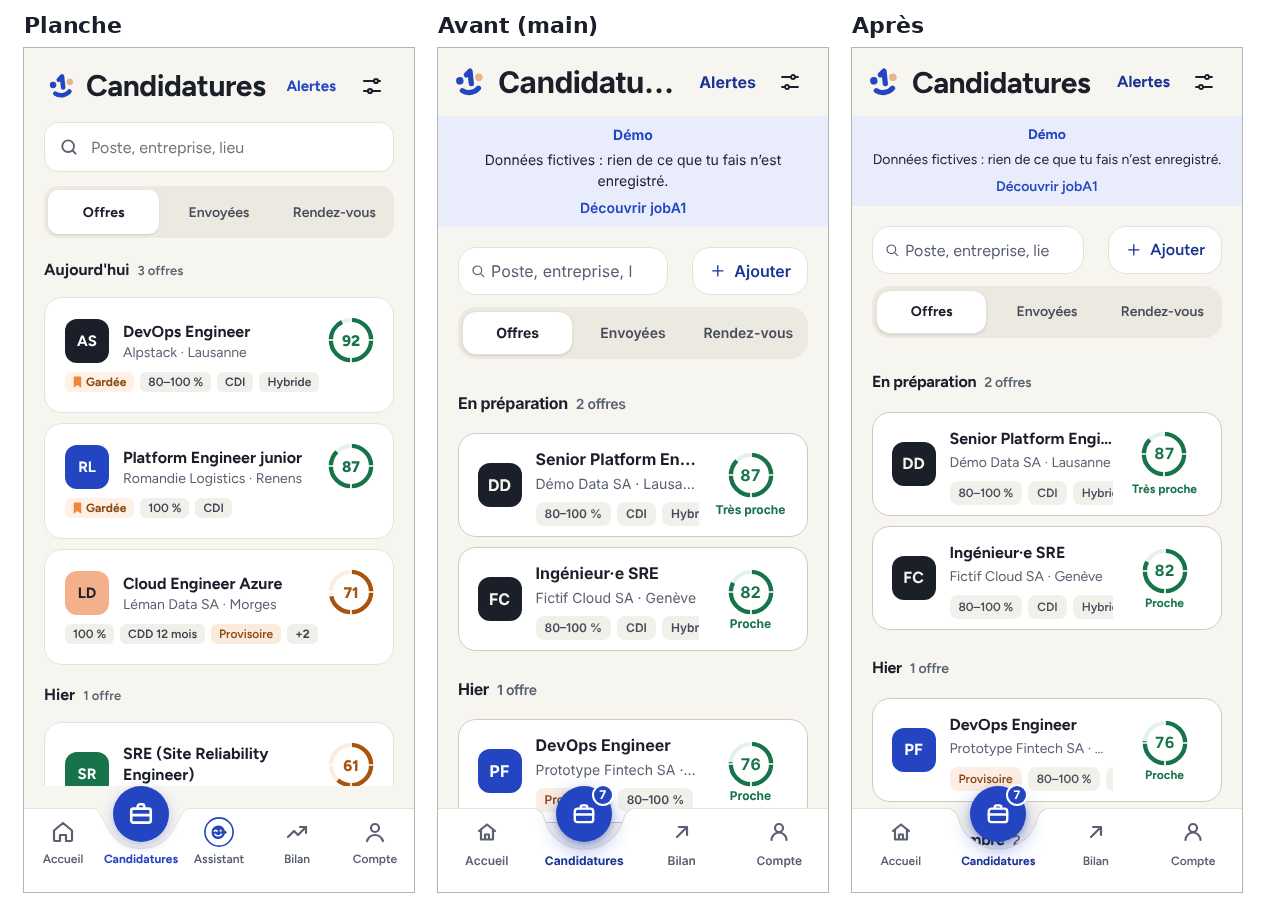 Planche
Candidatures
Alertes
Poste, entreprise, lieu
Offres Envoyées Rendez-vous
Aujourd'hui 3 offres
AS
DevOps Engineer
Alpstack · Lausanne
92
Gardée 80–100 % CDI Hybride
RL
Platform Engineer junior
Romandie Logistics · Renens
87
Gardée 100 % CDI
LD
Cloud Engineer Azure
Léman Data SA · Morges
71
100 % CDD 12 mois Provisoire +2
Hier 1 offre
SR
SRE (Site Reliability
Engineer)
61
Accueil Candidatures Assistant Bilan Compte
Avant (main)
Candidatu...
Alertes
Démo
Données fictives : rien de ce que tu fais n’est
enregistré.
Découvrir jobA1
Poste, entreprise, l
+ Ajouter
Offres Envoyées Rendez-vous
En préparation 2 offres
DD
Senior Platform En...
Démo Data SA · Lausa...
80–100 % CDI Hybr
87
Très proche
FC
Ingénieur·e SRE
Fictif Cloud SA · Genève
80–100 % CDI Hybr
82
Proche
Hier 1 offre
PF
DevOps Engineer
Prototype Fintech SA ·...
80–100 %
76
Proche
7
Accueil Candidatures Bilan Compte
Après
Candidatures
Alertes
Démo
Données fictives : rien de ce que tu fais n’est enregistré.
Découvrir jobA1
Poste, entreprise, lie
+ Ajouter
Offres Envoyées Rendez-vous
En préparation 2 offres
DD
Senior Platform Engi...
Démo Data SA · Lausanne
80–100 % CDI Hybri
87
Très proche
FC
Ingénieur·e SRE
Fictif Cloud SA · Genève
80–100 % CDI Hybri
82
Proche
Hier 1 offre
PF
DevOps Engineer
Prototype Fintech SA · ...
Provisoire 80–100 %
76
Proche
7
Accueil Candidatures Bilan Compte